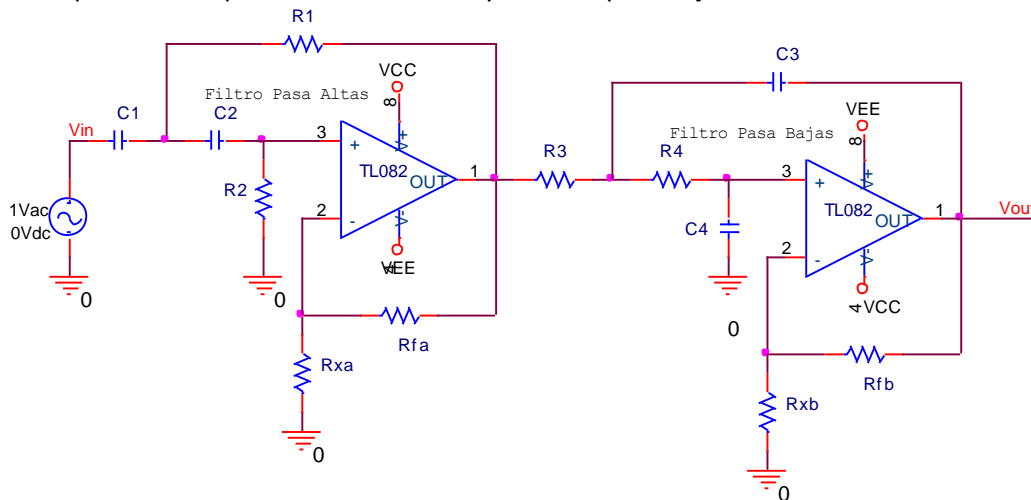 R1
C3
Filtro Pasa Altas
VCC
8
C1
C2
Vin
3
+
V+
TL082
OUT
1
R2
2
-
V-
4
VEE
1Vac
0Vdc
0
Rfa
Rxa
0
Filtro Pasa Bajas
VEE
8
R3
R4
3
+
V+
TL082
OUT
1
Vout
C4
2
-
V-
4
VCC
0
Rfb
Rxb
0